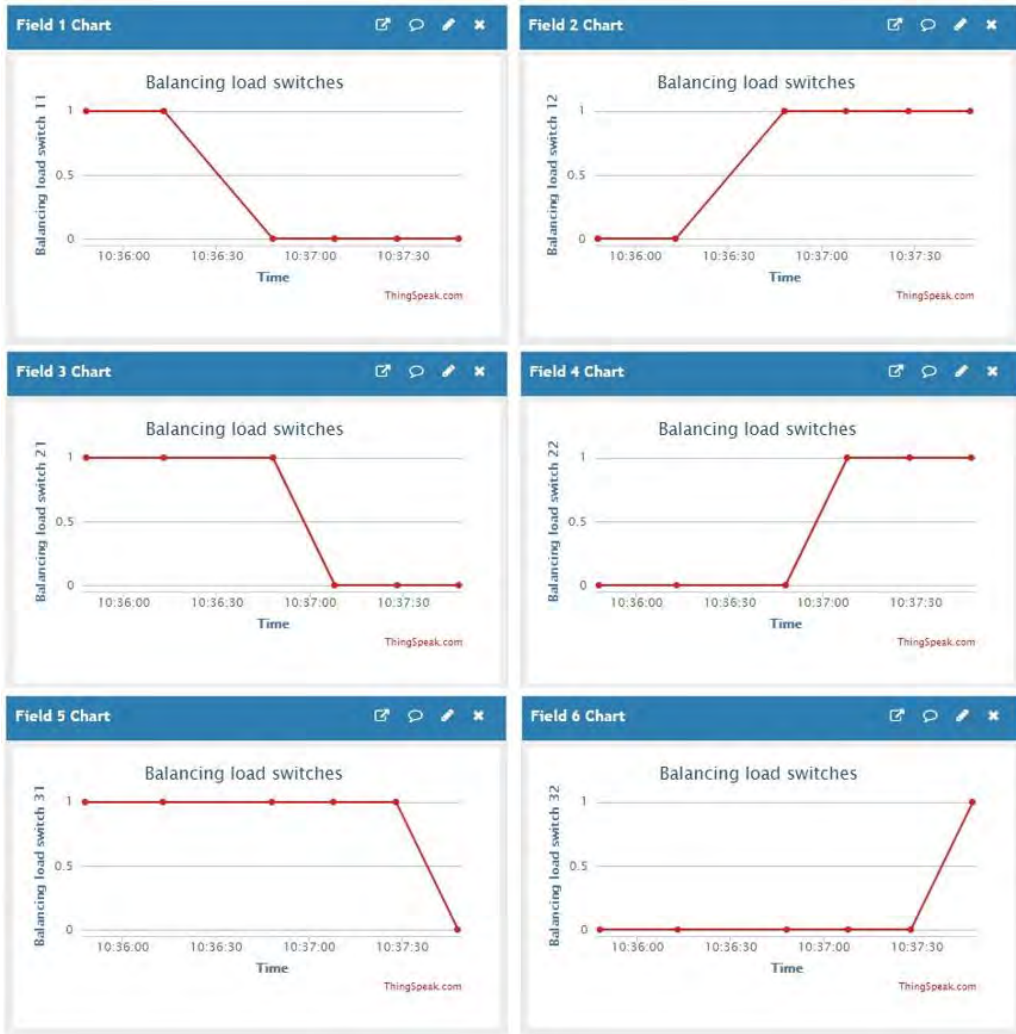 Field 1 Chart
Balancing load switches
Balancing load switch 11
1
0.5
0
10:36:00 10:36:30 10:37:00 10:37:30
Time
ThingSpeak.com
Field 2 Chart
Balancing load switches
Balancing load switch 12
1
0.5
0
10:36:00 10:36:30 10:37:00 10:37:30
Time
ThingSpeak.com
Field 3 Chart
Balancing load switches
Balancing load switch 21
1
0.5
0
10:36:00 10:36:30 10:37:00 10:37:30
Time
ThingSpeak.com
Field 4 Chart
Balancing load switches
Balancing load switch 22
1
0.5
0
10:36:00 10:36:30 10:37:00 10:37:30
Time
ThingSpeak.com
Field 5 Chart
Balancing load switches
Balancing load switch 31
1
0.5
0
10:36:00 10:36:30 10:37:00 10:37:30
Time
ThingSpeak.com
Field 6 Chart
Balancing load switches
Balancing load switch 32
1
0.5
0
10:36:00 10:36:30 10:37:00 10:37:30
Time
ThingSpeak.com